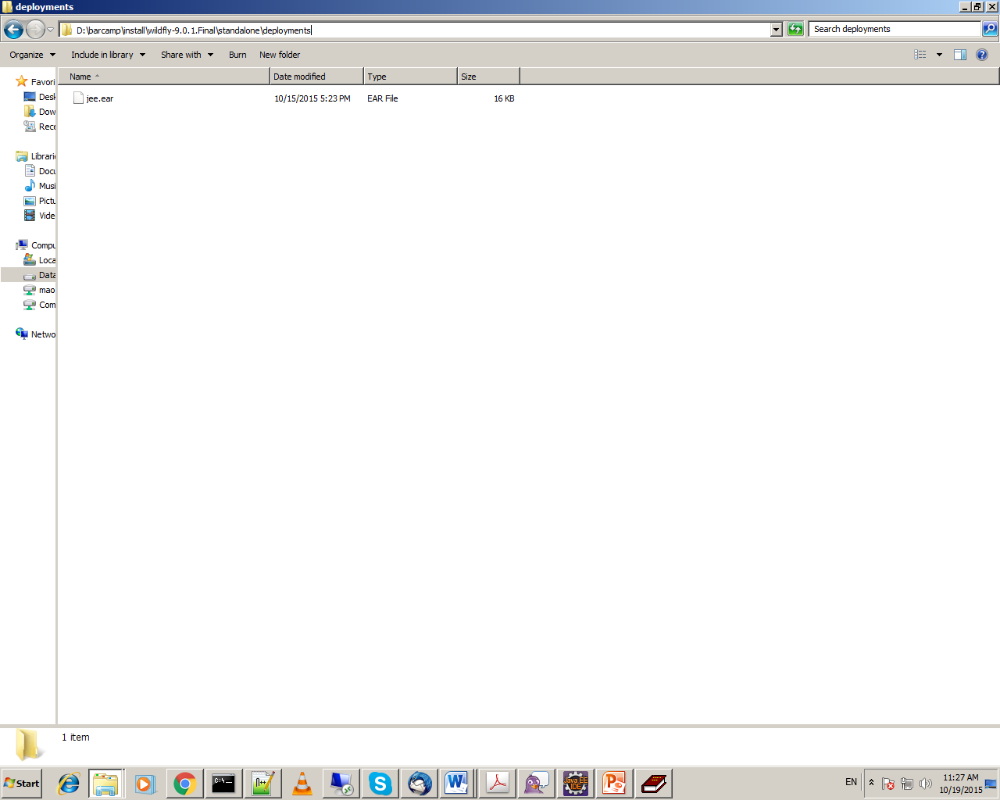 deployments
D:\barcamp\install\wildfly-9.0.1.Final\standalone\deployments
Search deployments
Organize Include in library Share with Burn New folder
Name Date modified Type Size
jee.ear 10/15/2015 5:23 PM EAR File 16 KB
Favori
Desk
Dow
Rece
Librarie
Docu
Musi
Pictu
Vide
Compu
Loca
Data
mao
Com
Netwo
1 item
Start
C:\_
N++
W
Java EE
IDE
P
EN
11:27 AM
10/19/2015